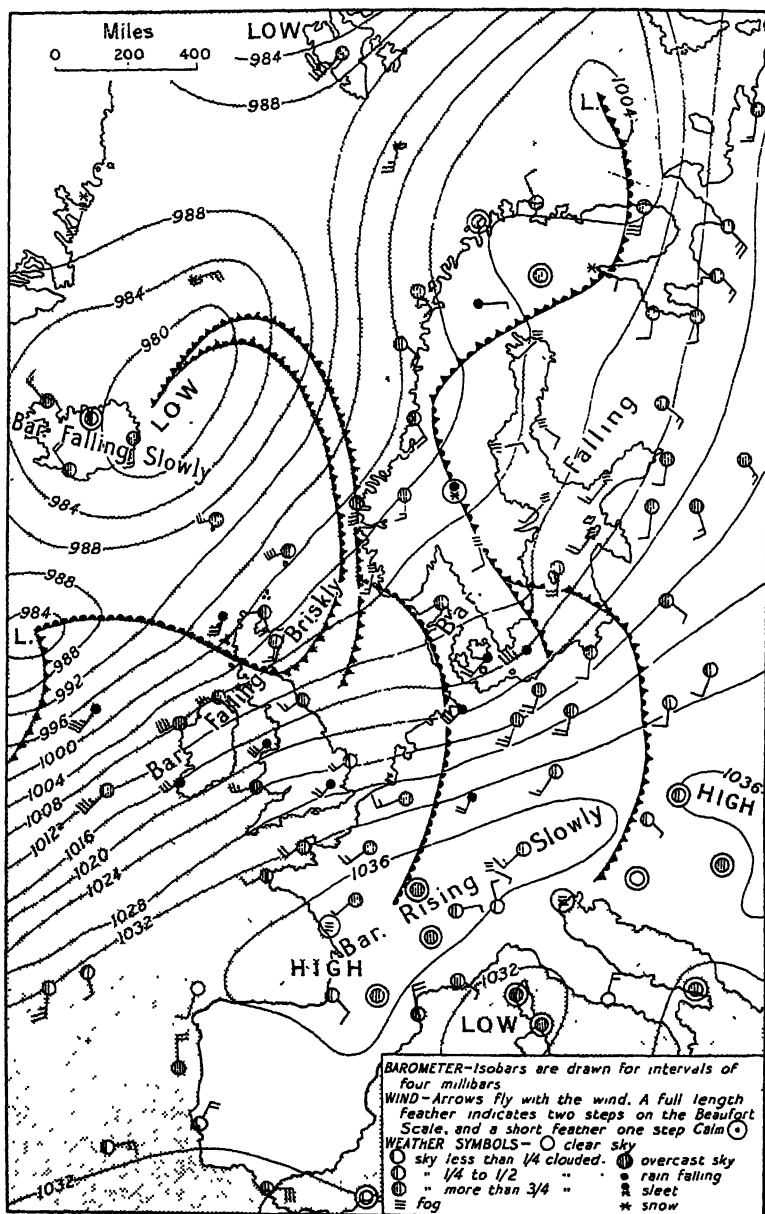 Miles
0 200 400
LOW
984
988
L.
1004
988
984
980
LOW
Bar. Falling Slowly
984
988
988
984
L.
988
992
996
1000
1004
1008
1012
1016
1020
1024
1028
1032
Falling
Ba
Bar. Falling Briskly
1036
HIGH
1036
Bar. Rising Slowly
HIGH
1032
LOW
1032
BAROMETER—Isobars are drawn for intervals of
four millibars
WIND—Arrows fly with the wind. A full length
feather indicates two steps on the Beaufort
Scale, and a short feather one step Calm
WEATHER SYMBOLS— clear sky
sky less than 1/4 clouded. overcast sky
" 1/4 to 1/2 " " rain falling
" more than 3/4 " sleet
fog snow